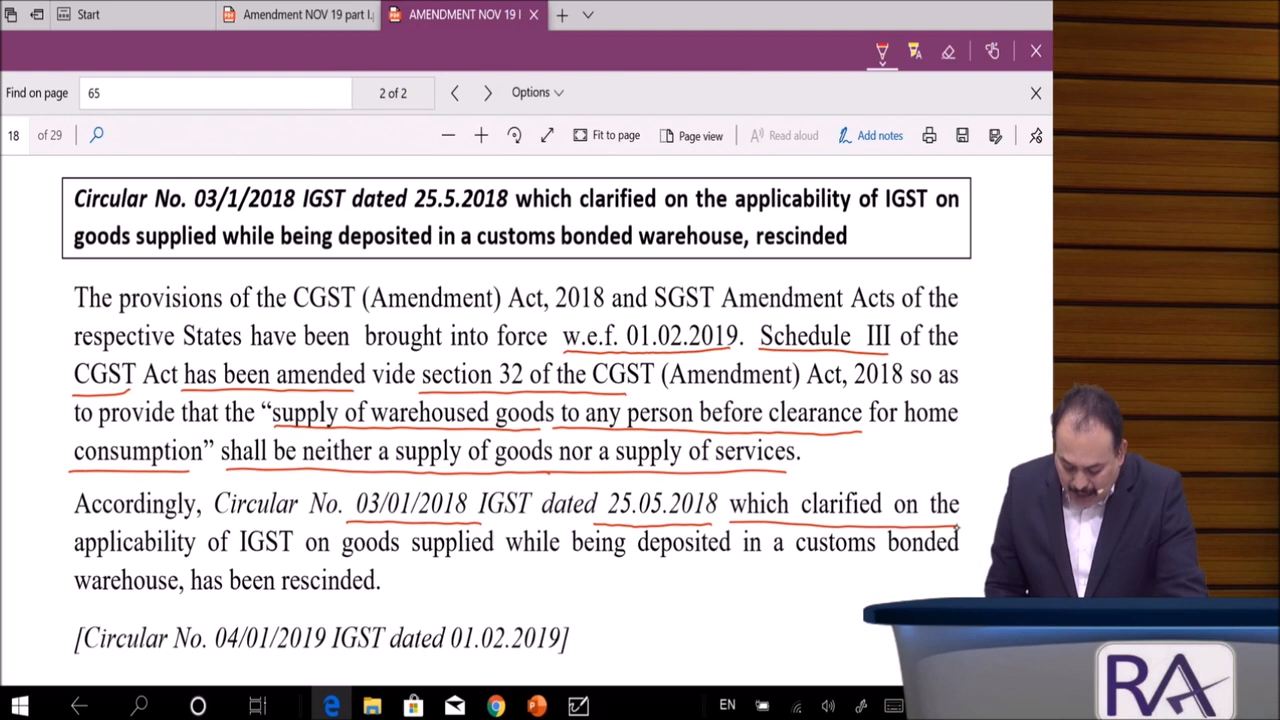 Start
Amendment NOV 19 part I.
AMENDMENT NOV 19 I
Find on page
65
2 of 2
Options
18 of 29
Fit to page
Page view
Read aloud
Add notes
Circular No. 03/1/2018 IGST dated 25.5.2018 which clarified on the applicability of IGST on
goods supplied while being deposited in a customs bonded warehouse, rescinded
The provisions of the CGST (Amendment) Act, 2018 and SGST Amendment Acts of the
respective States have been brought into force w.e.f. 01.02.2019. Schedule III of the
CGST Act has been amended vide section 32 of the CGST (Amendment) Act, 2018 so as
to provide that the “supply of warehoused goods to any person before clearance for home
consumption” shall be neither a supply of goods nor a supply of services.
Accordingly, Circular No. 03/01/2018 IGST dated 25.05.2018 which clarified on the
applicability of IGST on goods supplied while being deposited in a customs bonded
warehouse, has been rescinded.
[Circular No. 04/01/2019 IGST dated 01.02.2019]
EN
RA